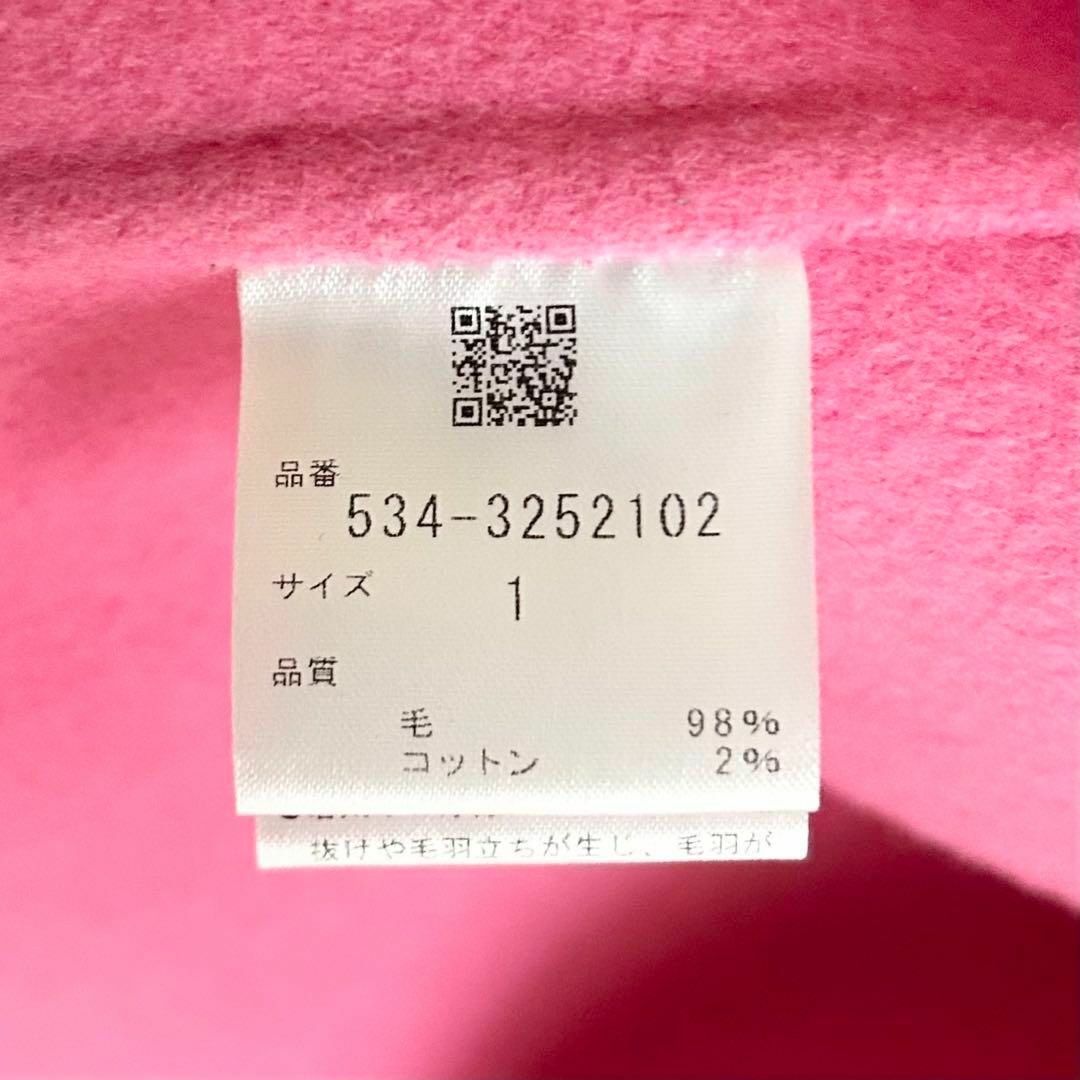 品番
534-3252102
サイズ 1
品質
毛 98%
コットン 2%
抜けや毛羽立ちが生じ、毛羽が